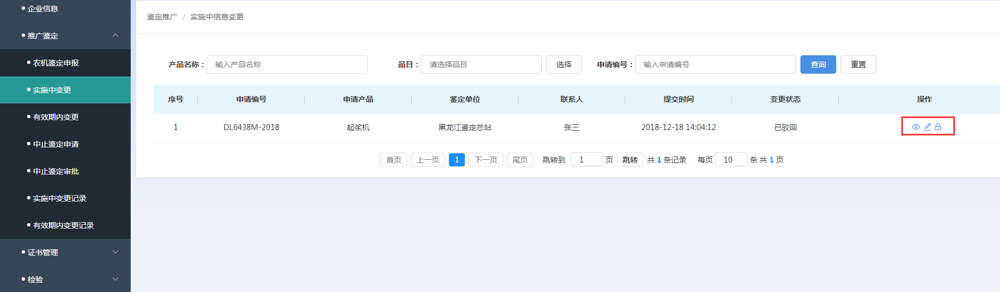 企业信息
推广鉴定
农机鉴定申报
实施中变更
有效期内变更
中止鉴定申请
中止鉴定审批
实施中变更记录
有效期内变更记录
证书管理
检验
鉴定推广 / 实施中信息变更
产品名称： 输入产品名称 品目： 请选择品目 选择 申请编号： 输入申请编号 查询 重置
序号 申请编号 申请产品 鉴定单位 联系人 提交时间 变更状态 操作
1 DL6438M-2018 起浆机 黑龙江鉴定总站 张三 2018-12-18 14:04:12 已驳回
首页 上一页 1 下一页 尾页 跳转到 1 页 跳转 共 1 条记录 每页 10 条 共 1 页